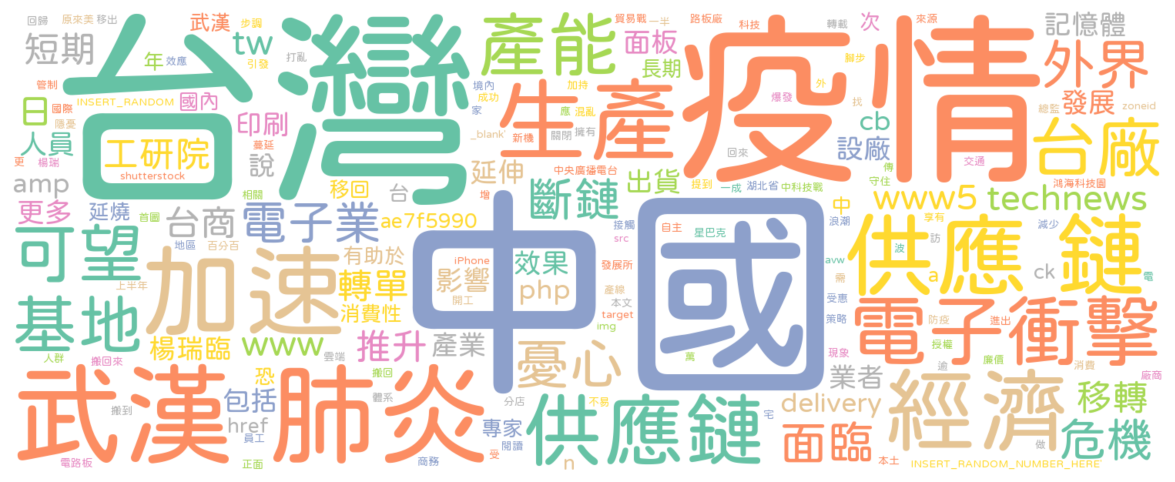 回歸
原來美
移出
武漢
步調
短期
tw
引發
打亂
年
效應
管制
INSERT_RANDOM
國內
日
國際
隱憂
印刷
人員
台灣
工研院
shutterstock
更
楊瑞
蔓延
說
amp
更多
延燒
台商
首圖
相關
移回
台
電子業
ae7f5990
地區
百分百
有助於
可望
加速
轉單
消費性
上半年
基地
楊瑞臨
www
推升
產業
人群
搬回來
雲端
搬回
恐
包括
體系
搬到
href
員工
武漢
肺炎
電路板
正面
商務
產能
面板
貿易戰
一半
路板廠
科技
轉載
次
來源
記憶體
長期
境內
加持
成功
家
應
混亂
爆發
外
找
腳步
外界
發展
總監
zoneid
_blank'
新種
關閉
擁有
生產
疫情
回來
cb
設廠
台廠
交通
傳
守住
中央廣播電台
延伸
出貨
提到
一成
湖北省
中科技戰
鴻海科技園
增
斷鏈
接觸
src
自主
星巴克
中
浪潮
www5
technews
享有
減少
中國
iPhone
影響
開工
效果
php
發展所
產線
本文
target
img
avw
乘
波
a
訪
ck
電
供應
鏈
受惠
策略
防疫
進出
授權
電子
衝擊
憂心
萬
現象
逾
廉價
消費
廠商
業者
經濟
移轉
危機
delivery
分店
不勞
宅
專家
閱讀
受
n
供應鏈
面臨
本土
做
INSERT_RANDOM_NUMBER_HERE'